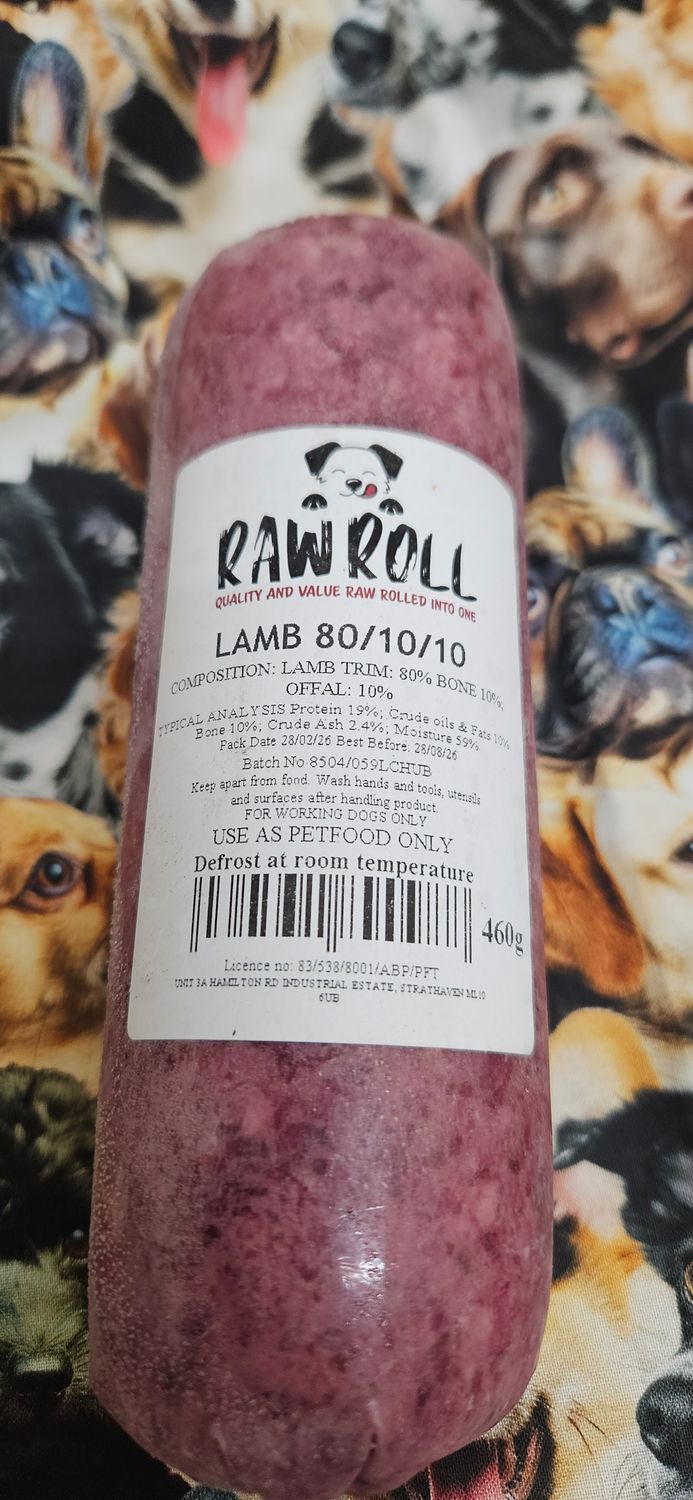 RAW ROLL
QUALITY AND VALUE RAW ROLLED INTO ONE
LAMB 80/10/10
COMPOSITION: LAMB TRIM: 80% BONE 10%;
OFFAL: 10%
TYPICAL ANALYSIS Protein 19%; Crude oils & Fats 10%
Bone 10%; Crude Ash 2.4%; Moisture 59%
Pack Date 28/02/26 Best Before: 28/08/26
Batch No 8504/059LCHUB
Keep apart from food. Wash hands and tools, utensils
and surfaces after handling product.
FOR WORKING DOGS ONLY
USE AS PETFOOD ONLY
Defrost at room temperature
460g
Licence no: 83/538/8001/ABP/PFT
UNIT 3A HAMILTON RD INDUSTRIAL ESTATE, STRATHAVEN ML10
6UB